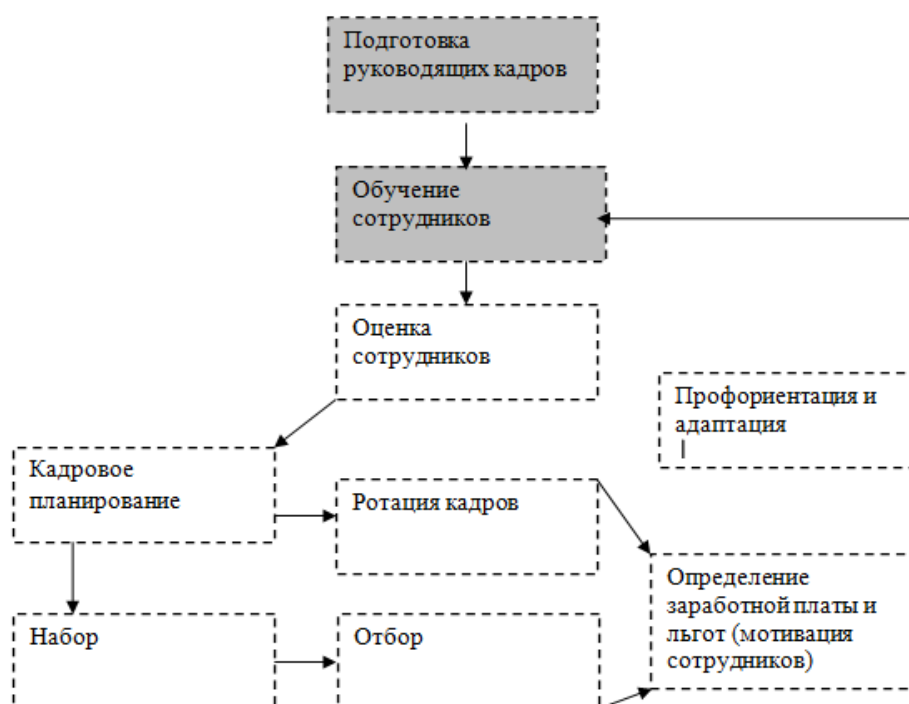 Подготовка
руководящих кадров
Обучение
сотрудников
Оценка
сотрудников
Профориентация и
адаптация
Кадровое
планирование
Ротация кадров
Определение
заработной платы и
льгот (мотивация
сотрудников)
Набор
Отбор